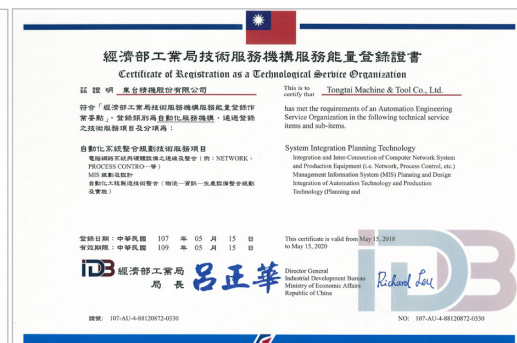 經濟部工業局技術服務機構服務能量登錄證書
Certificate of Registration as a Technological Service Organization
茲證明 東台精機股份有限公司
符合「經濟部工業局技術服務機構服務能量登錄作
業要點」,登錄類別為自動化服務機構,通過登錄
之技術服務項目及分項為:
自動化系統整合規劃技術服務項目
電腦網路系統與硬體設備之連線及整合(例:NETWORK、
PROCESS CONTRO…等)
MIS 規劃及設計
自動化工程製造技術整合(物流—資訊—生產設備整合規劃
及實施)
This is to
certify that Tongtai Machine & Tool Co., Ltd.
has met the requirements of an Automation Engineering
Service Organization in the following technical service
items and sub-items.
System Integration Planning Technology
Integration and Inter-Connection of Computer Network System
and Production Equipment (i.e. Network, Process Control, etc.)
Management Information System (MIS) Planning and Design
Integration of Automation Technology and Production
Technology (Planning and
登錄日期:中華民國 107 年 05 月 15 日
有效期限:中華民國 109 年 05 月 15 日
This certificate is valid from May 15, 2018
to May 15, 2020
IDB 經濟部工業局
局 長 呂正華
Director General
Industrial Development Bureau
Ministry of Economic Affairs
Republic of China
Richard Leu
IDB
證號: 107-AU-4-88120872-0330
NO: 107-AU-4-88120872-0330